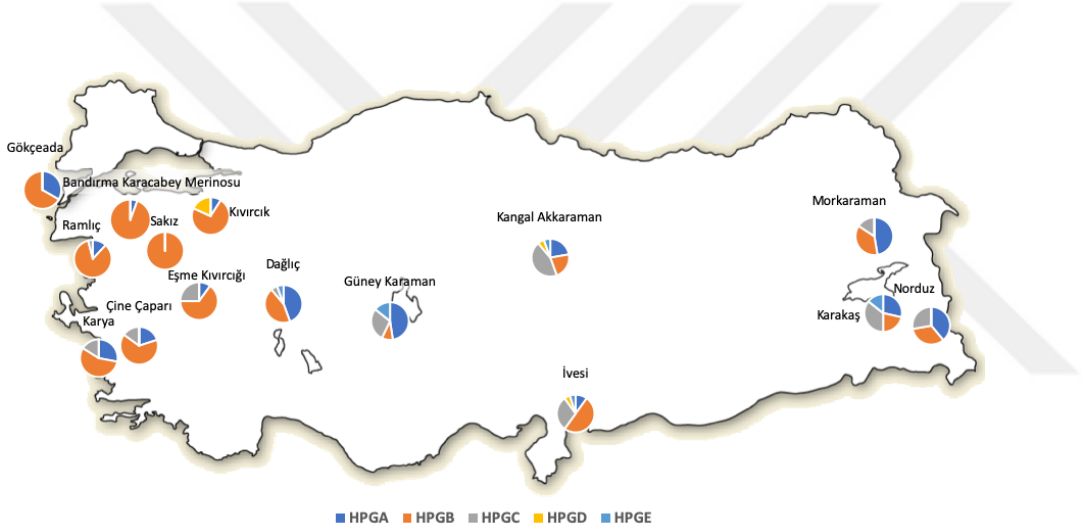 Gökçeada
Bandırma Karacabey Merinosu
Kıvırcık
Ramlıç
Sakız
Kangal Akkaraman
Morkaraman
Eşme Kıvırcığı
Dağlıç
Güney Karaman
Norduz
Çine Çaparı
Karakaş
Karya
İvesi
HPGA HPGB HPGC HPGD HPGE